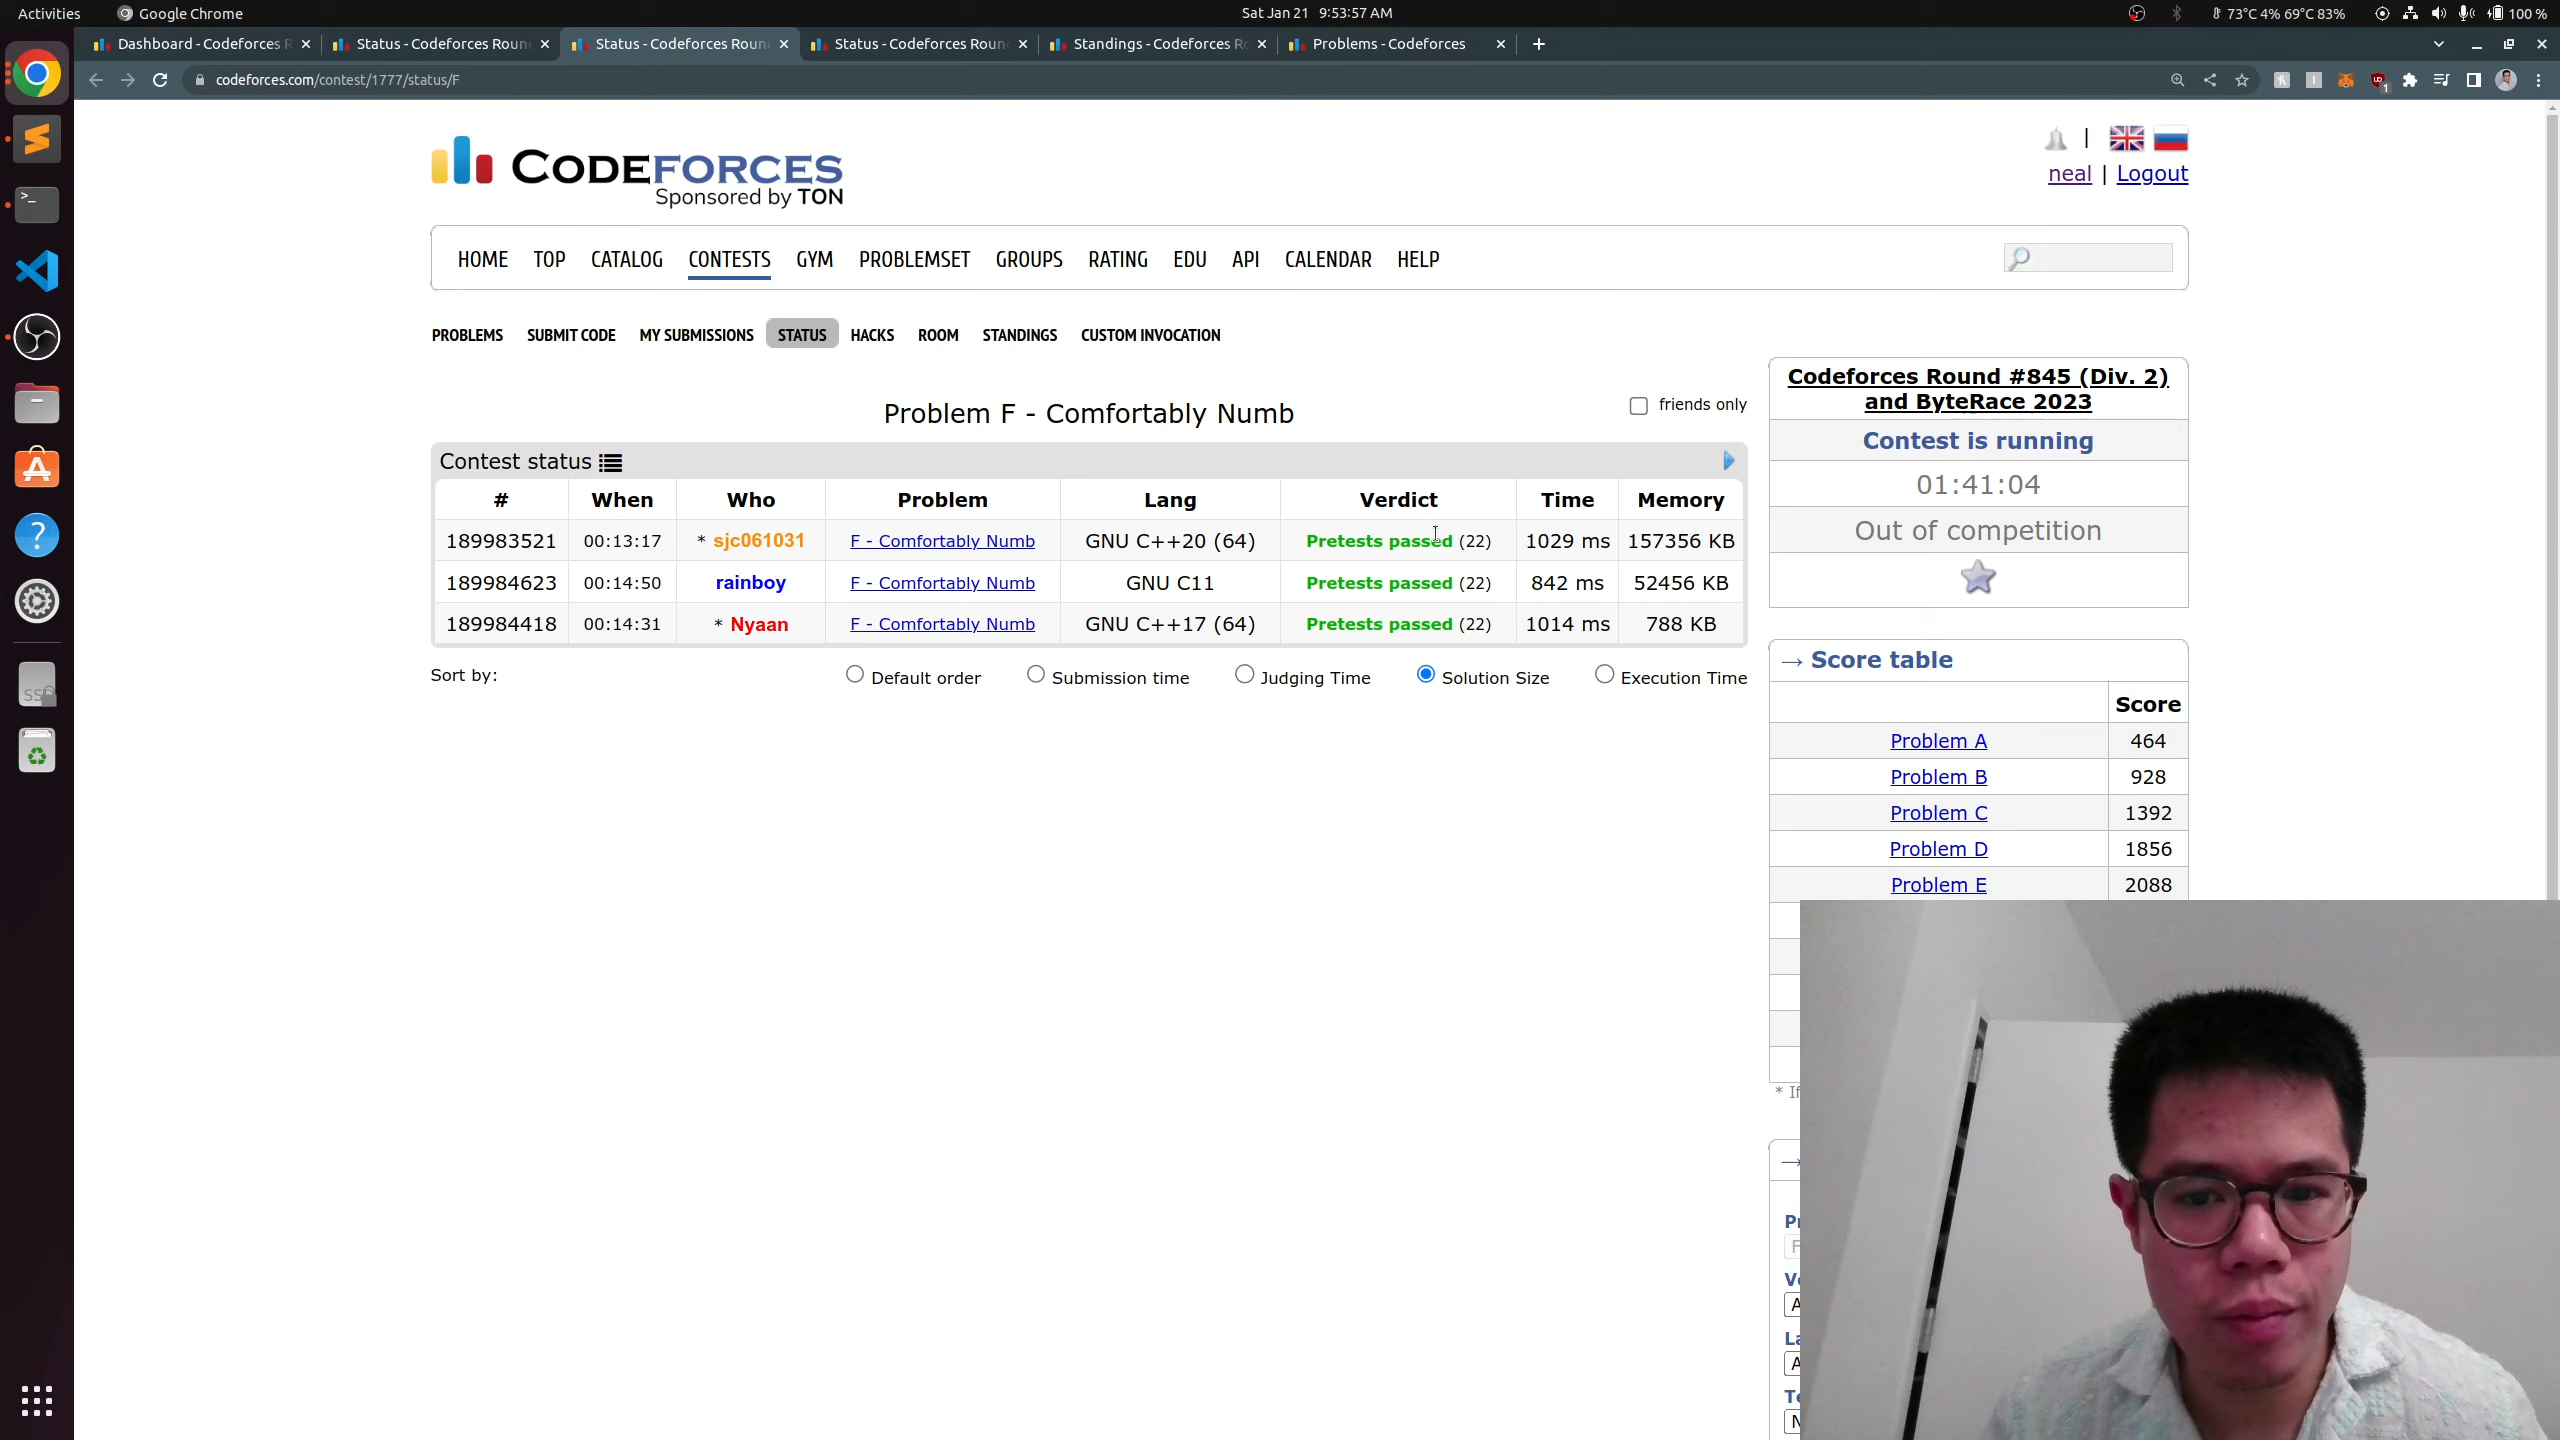 Activities
Google Chrome
Sat Jan 21 9:53:57 AM
73°C 4% 69°C 83%
100 %
Dashboard - Codeforces R
Status - Codeforces Roun
Status - Codeforces Roun
Status - Codeforces Roun
Standings - Codeforces Ro
Problems - Codeforces
codeforces.com/contest/1777/status/F
1
CODEFORCES
Sponsored by TON
neal | Logout
HOME TOP CATALOG CONTESTS GYM PROBLEMSET GROUPS RATING EDU API CALENDAR HELP
PROBLEMS SUBMIT CODE MY SUBMISSIONS STATUS HACKS ROOM STANDINGS CUSTOM INVOCATION
Problem F - Comfortably Numb
friends only
Contest status
# When Who Problem Lang Verdict Time Memory
189983521 00:13:17 * sjc061031 F - Comfortably Numb GNU C++20 (64) Pretests passed (22) 1029 ms 157356 KB
189984623 00:14:50 rainboy F - Comfortably Numb GNU C11 Pretests passed (22) 842 ms 52456 KB
189984418 00:14:31 * Nyaan F - Comfortably Numb GNU C++17 (64) Pretests passed (22) 1014 ms 788 KB
Sort by: Default order Submission time Judging Time Solution Size Execution Time
Codeforces Round #845 (Div. 2)
and ByteRace 2023
Contest is running
01:41:04
Out of competition
→ Score table
Score
Problem A 464
Problem B 928
Problem C 1392
Problem D 1856
Problem E 2088
* If
→